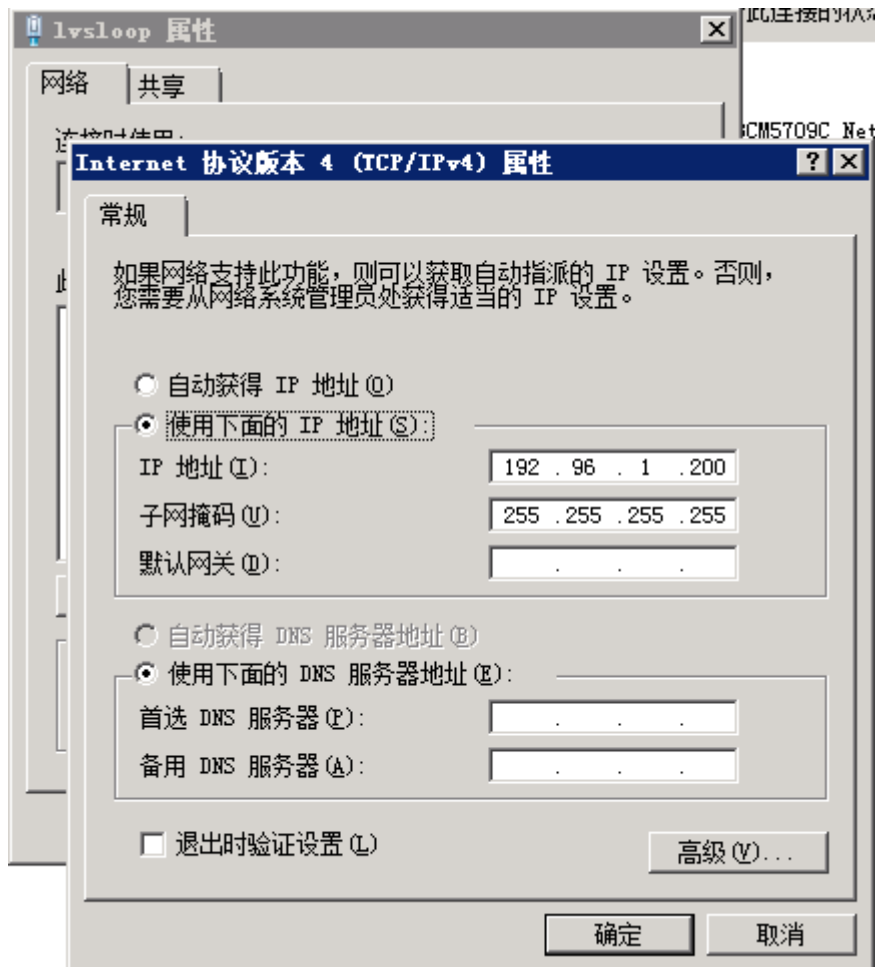 lvsloop 属性
网络
共享
连接时使用:
CM5709C Net
Internet 协议版本 4 (TCP/IPv4) 属性
常规
如果网络支持此功能，则可以获取自动指派的 IP 设置。否则，
您需要从网络系统管理员处获得适当的 IP 设置。
自动获得 IP 地址(O)
使用下面的 IP 地址(S):
IP 地址(I): 192 . 96 . 1 .200
子网掩码(U): 255 .255 .255 .255
默认网关(D): . . .
自动获得 DNS 服务器地址(B)
使用下面的 DNS 服务器地址(E):
首选 DNS 服务器(P): . . .
备用 DNS 服务器(A): . . .
退出时验证设置(L)
高级(V)...
确定
取消